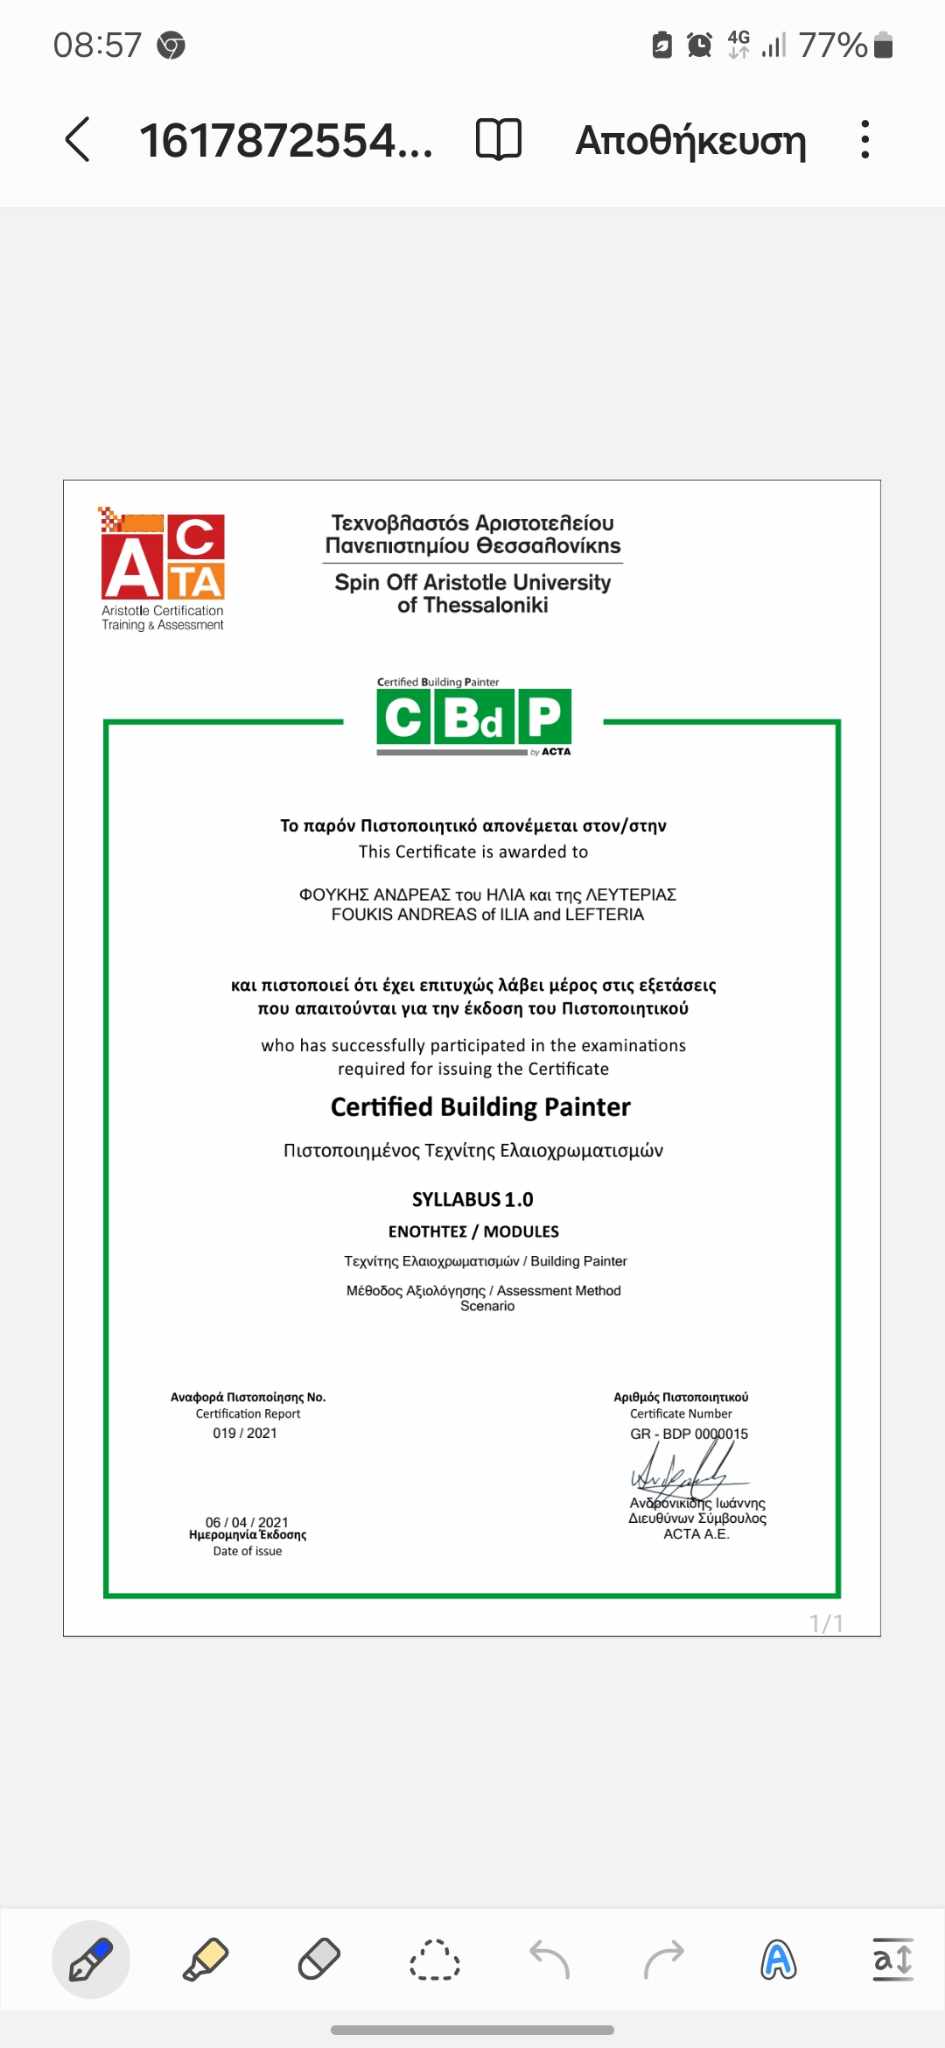 08:57 4G 77%
1617872554... Αποθήκευση
A C TA
Aristotle Certification
Training & Assessment
Τεχνοβλαστός Αριστοτελείου
Πανεπιστημίου Θεσσαλονίκης
Spin Off Aristotle University
of Thessaloniki
Certified Building Painter
C Bd P
by ACTA
Το παρόν Πιστοποιητικό απονέμεται στον/στην
This Certificate is awarded to
ΦΟΥΚΗΣ ΑΝΔΡΕΑΣ του ΗΛΙΑ και της ΛΕΥΤΕΡΙΑΣ
FOUKIS ANDREAS of ILIA and LEFTERIA
και πιστοποιεί ότι έχει επιτυχώς λάβει μέρος στις εξετάσεις
που απαιτούνται για την έκδοση του Πιστοποιητικού
who has successfully participated in the examinations
required for issuing the Certificate
Certified Building Painter
Πιστοποιημένος Τεχνίτης Ελαιοχρωματισμών
SYLLABUS 1.0
ΕΝΟΤΗΤΕΣ / MODULES
Τεχνίτης Ελαιοχρωματισμών / Building Painter
Μέθοδος Αξιολόγησης / Assessment Method
Scenario
Αναφορά Πιστοποίησης No.
Certification Report
019 / 2021
Αριθμός Πιστοποιητικού
Certificate Number
GR - BDP 0000015
Ανδρονικίδης Ιωάννης
Διευθύνων Σύμβουλος
ACTA A.E.
06 / 04 / 2021
Ημερομηνία Έκδοσης
Date of issue
1/1
A a